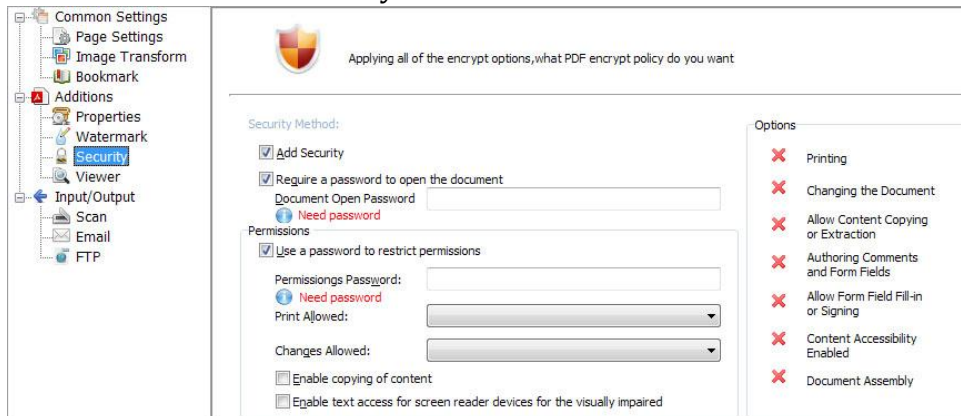 Common Settings
Page Settings
Image Transform
Bookmark
Additions
Properties
Watermark
Security
Viewer
Input/Output
Scan
Email
FTP
Applying all of the encrypt options,what PDF encrypt policy do you want
Security Method:
Add Security
Require a password to open the document
Document Open Password
Need password
Permissions
Use a password to restrict permissions
Permissiongs Password:
Need password
Print Allowed:
Changes Allowed:
Enable copying of content
Enable text access for screen reader devices for the visually impaired
Options
Printing
Changing the Document
Allow Content Copying
or Extraction
Authoring Comments
and Form Fields
Allow Form Field Fill-in
or Signing
Content Accessibility
Enabled
Document Assembly